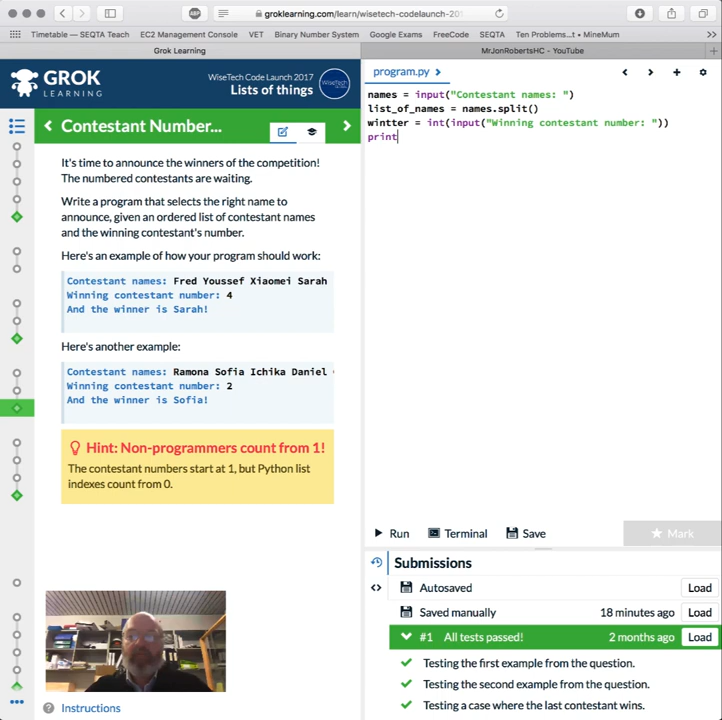 groklearning.com/learn/wisetech-codelaunch-201
Timetable — SEQTA Teach EC2 Management Console VET Binary Number System Google Exams FreeCode SEQTA Ten Problems…t • MineMum
Grok Learning MrJonRobertsHC - YouTube
GROK
LEARNING
WiseTech Code Launch 2017
Lists of things
WiseTech
program.py
Contestant Number...
names = input("Contestant names: ")
list_of_names = names.split()
wintter = int(input("Winning contestant number: "))
print
It's time to announce the winners of the competition!
The numbered contestants are waiting.
Write a program that selects the right name to
announce, given an ordered list of contestant names
and the winning contestant's number.
Here's an example of how your program should work:
Contestant names: Fred Youssef Xiaomei Sarah
Winning contestant number: 4
And the winner is Sarah!
Here's another example:
Contestant names: Ramona Sofia Ichika Daniel
Winning contestant number: 2
And the winner is Sofia!
Hint: Non-programmers count from 1!
The contestant numbers start at 1, but Python list
indexes count from 0.
Run Terminal Save Mark
Submissions
Autosaved Load
Saved manually 18 minutes ago Load
#1 All tests passed! 2 months ago Load
Testing the first example from the question.
Testing the second example from the question.
Testing a case where the last contestant wins.
Instructions